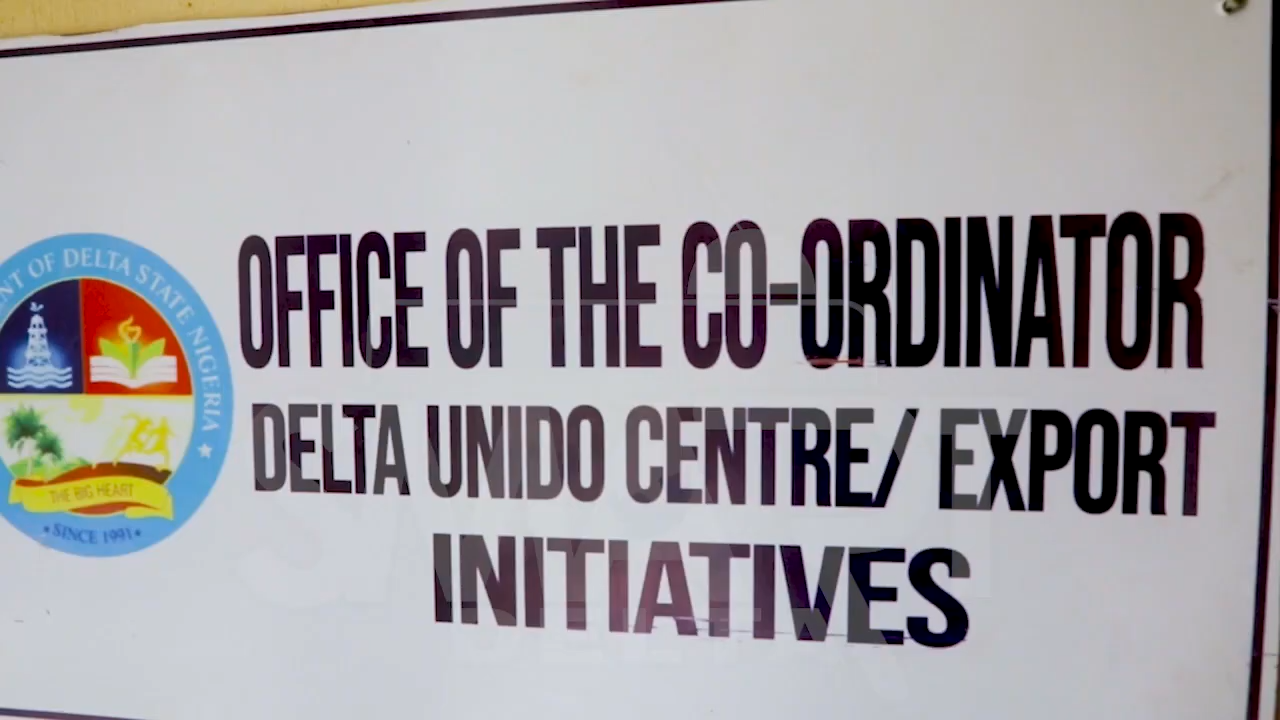 OFFICE OF THE CO-ORDINATOR
DELTA UNIDO CENTRE/ EXPORT
INITIATIVES
OF DELTA STATE NIGERIA
THE BIG HEART
SINCE 1991